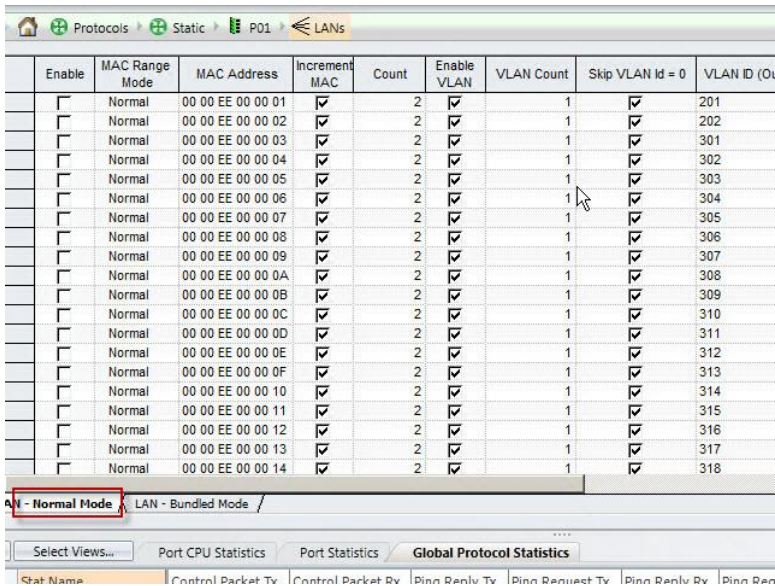 Protocols Static P01 LANs
Enable MAC Range Mode MAC Address Increment MAC Count Enable VLAN VLAN Count Skip VLAN Id = 0 VLAN ID (Ou
Normal 00 00 EE 00 00 01 2 1 201
Normal 00 00 EE 00 00 02 2 1 202
Normal 00 00 EE 00 00 03 2 1 301
Normal 00 00 EE 00 00 04 2 1 302
Normal 00 00 EE 00 00 05 2 1 303
Normal 00 00 EE 00 00 06 2 1 304
Normal 00 00 EE 00 00 07 2 1 305
Normal 00 00 EE 00 00 08 2 1 306
Normal 00 00 EE 00 00 09 2 1 307
Normal 00 00 EE 00 00 0A 2 1 308
Normal 00 00 EE 00 00 0B 2 1 309
Normal 00 00 EE 00 00 0C 2 1 310
Normal 00 00 EE 00 00 0D 2 1 311
Normal 00 00 EE 00 00 0E 2 1 312
Normal 00 00 EE 00 00 0F 2 1 313
Normal 00 00 EE 00 00 10 2 1 314
Normal 00 00 EE 00 00 11 2 1 315
Normal 00 00 EE 00 00 12 2 1 316
Normal 00 00 EE 00 00 13 2 1 317
Normal 00 00 EE 00 00 14 2 1 318
AN - Normal Mode LAN - Bundled Mode
Select Views... Port CPU Statistics Port Statistics Global Protocol Statistics
Stat Name Control Packet Tx Control Packet Rx Ping Reply Tx Ping Request Tx Ping Reply Rx Ping Req